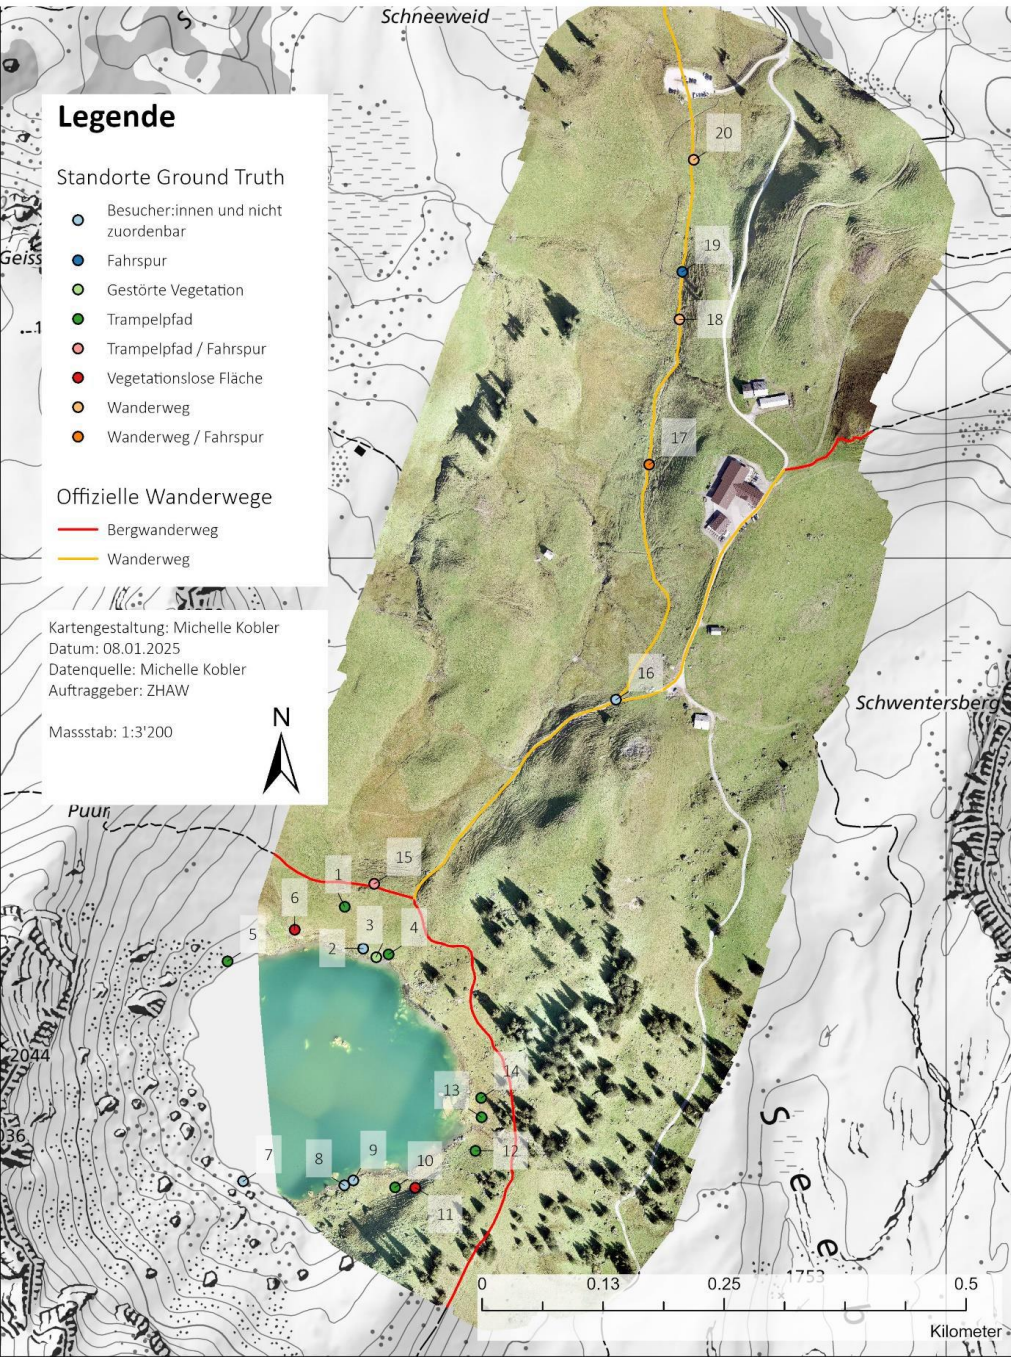 Schneeweid
S
Legende
Standorte Ground Truth
Besucher:innen und nicht
zuordenbar
Fahrspur
Gestörte Vegetation
Trampelpfad
Trampelpfad / Fahrspur
Vegetationslose Fläche
Wanderweg
Wanderweg / Fahrspur
Offizielle Wanderwege
Bergwanderweg
Wanderweg
Geiss
Kartengestaltung: Michelle Kobler
Datum: 08.01.2025
Datenquelle: Michelle Kobler
Auftraggeber: ZHAW
Massstab: 1:3'200
N
20
19
18
17
16
Schwentersberg
15
1
6
3
4
5
2
2044
14
13
036
12
7
8
9
10
11
S
e
e
1753
b
0
0.13
0.25
0.5
Kilometer